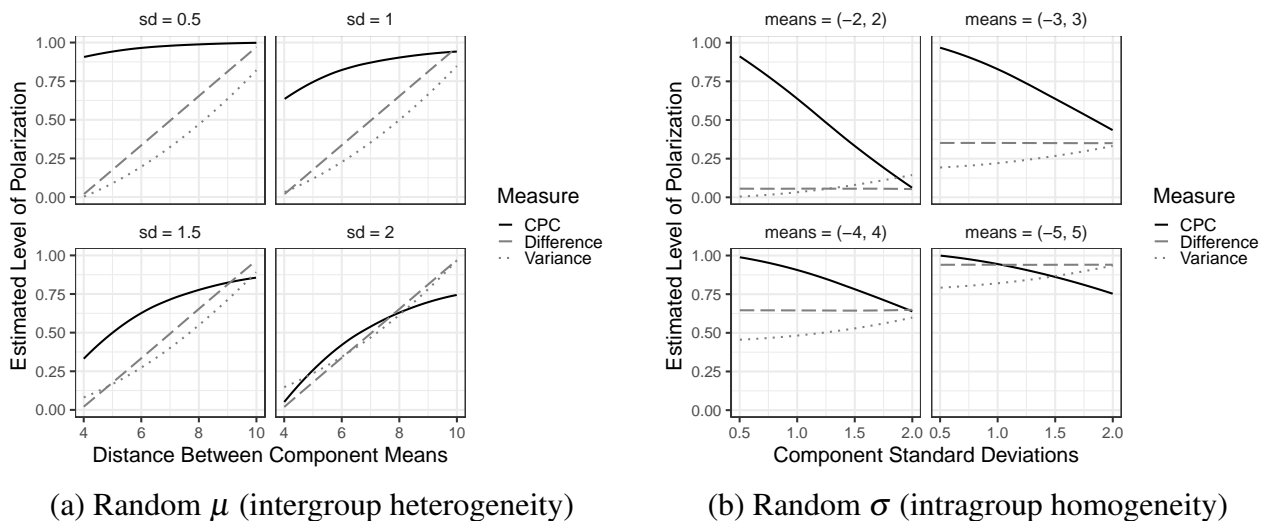 sd = 0.5
sd = 1
1.00
0.75
0.50
0.25
0.00
sd = 1.5
sd = 2
1.00
0.75
0.50
0.25
0.00
4
6
8
10
4
6
8
10
Estimated Level of Polarization
Distance Between Component Means
Measure
CPC
Difference
Variance
(a) Random μ (intergroup heterogeneity)
means = (−2, 2)
means = (−3, 3)
1.00
0.75
0.50
0.25
0.00
means = (−4, 4)
means = (−5, 5)
1.00
0.75
0.50
0.25
0.00
0.5
1.0
1.5
2.0
0.5
1.0
1.5
2.0
Estimated Level of Polarization
Component Standard Deviations
Measure
CPC
Difference
Variance
(b) Random σ (intragroup homogeneity)